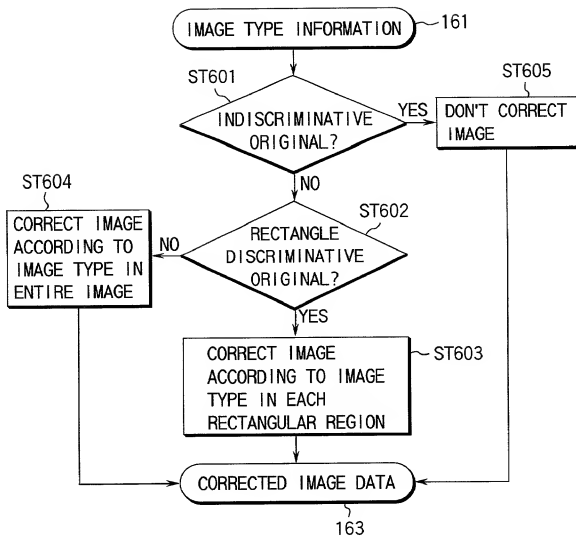 IMAGE TYPE INFORMATION
161
ST601
INDISCRIMINATIVE
ORIGINAL?
YES
ST605
DON'T CORRECT
IMAGE
NO
ST604
CORRECT IMAGE
ACCORDING TO
IMAGE TYPE IN
ENTIRE IMAGE
NO
ST602
RECTANGLE
DISCRIMINATIVE
ORIGINAL?
YES
ST603
CORRECT IMAGE
ACCORDING TO IMAGE
TYPE IN EACH
RECTANGULAR REGION
CORRECTED IMAGE DATA
163